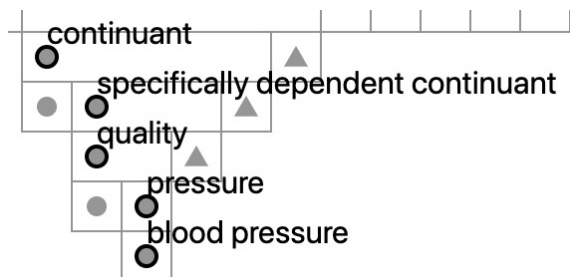 continuant
specifically dependent continuant
quality
pressure
blood pressure